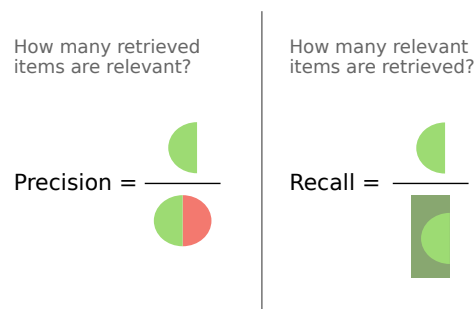 How many retrieved
items are relevant?
Precision =
How many relevant
items are retrieved?
Recall =